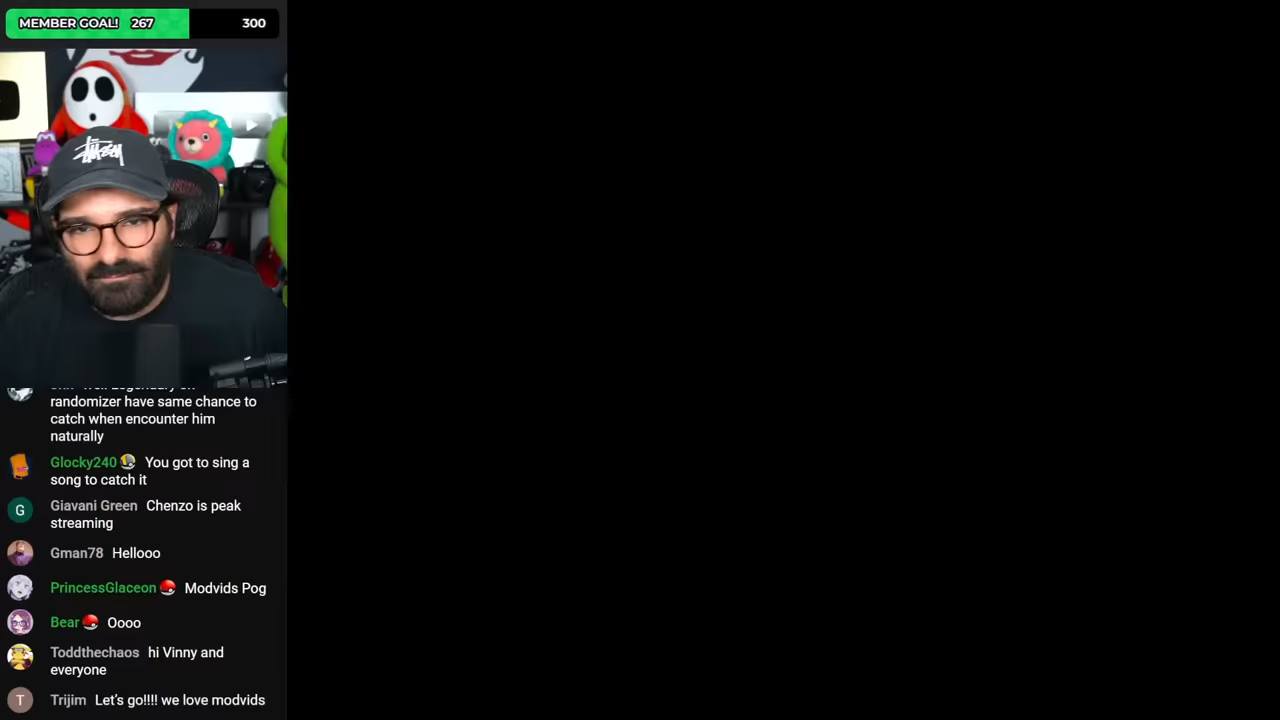 MEMBER GOAL! 267 300
randomizer have same chance to
catch when encounter him
naturally
Glocky240 You got to sing a
song to catch it
G
Giavani Green Chenzo is peak
streaming
Gman78 Hellooo
PrincessGlaceon Modvids Pog
Bear Oooo
Toddthechaos hi Vinny and
everyone
T
Trijim Let's go!!!! we love modvids